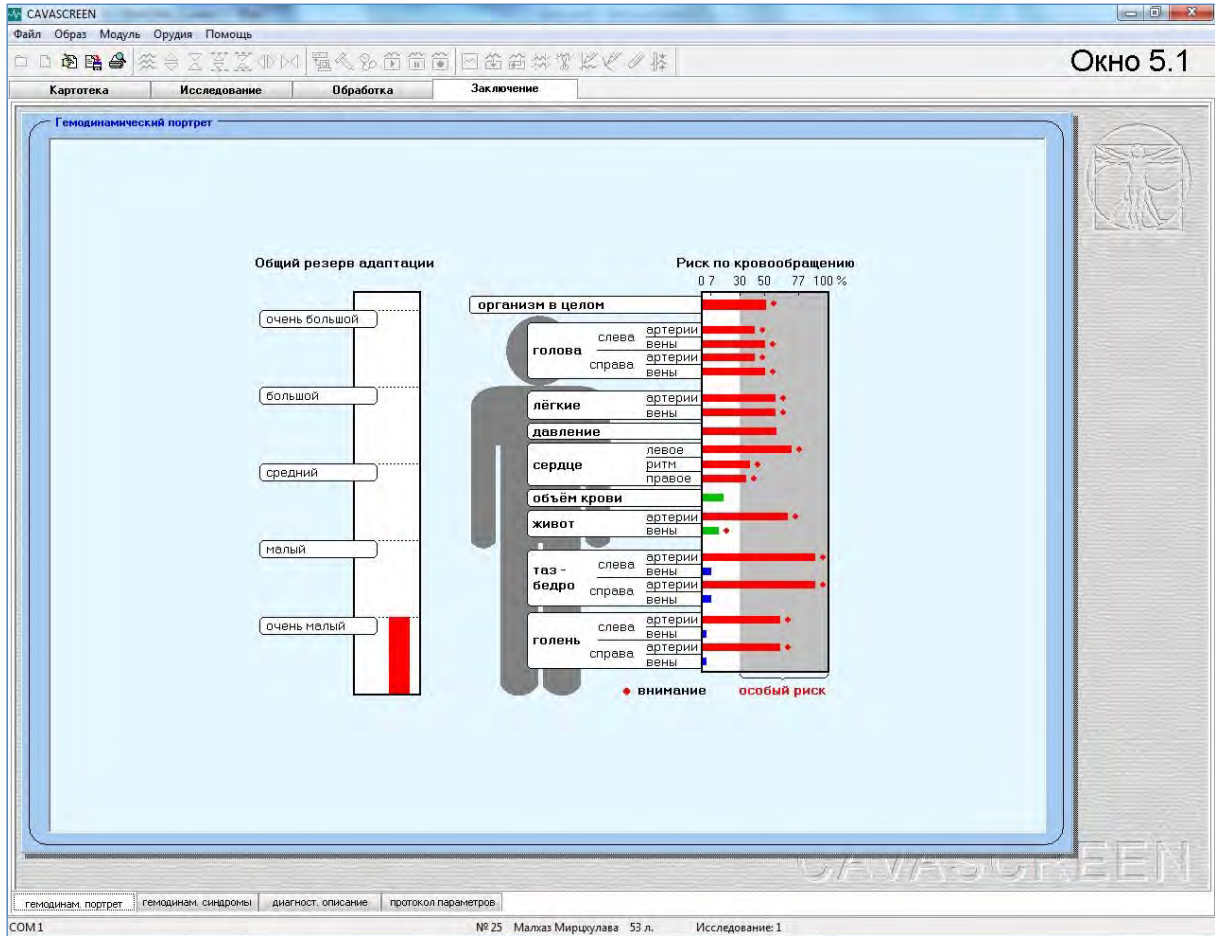 CAVASCREEN
Файл Образ Модуль Орудия Помощь
Окно 5.1
Картотека Исследование Обработка Заключение
Гемодинамический портрет
Общий резерв адаптации
очень большой
большой
средний
малый
очень малый
Риск по кровообращению
0 7 30 50 77 100 %
организм в целом
голова
слева
артерии
вены
справа
артерии
вены
лёгкие
артерии
вены
давление
сердце
левое
ритм
правое
объём крови
живот
артерии
вены
таз -
бедро
слева
артерии
вены
справа
артерии
вены
голень
слева
артерии
вены
справа
артерии
вены
внимание
особый риск
CAVASCREEN
гемодинам. портрет гемодинам. синдромы диагност. описание протокол параметров
COM1 № 25 Малхаз Мирцхулава 53 л. Исследование: 1